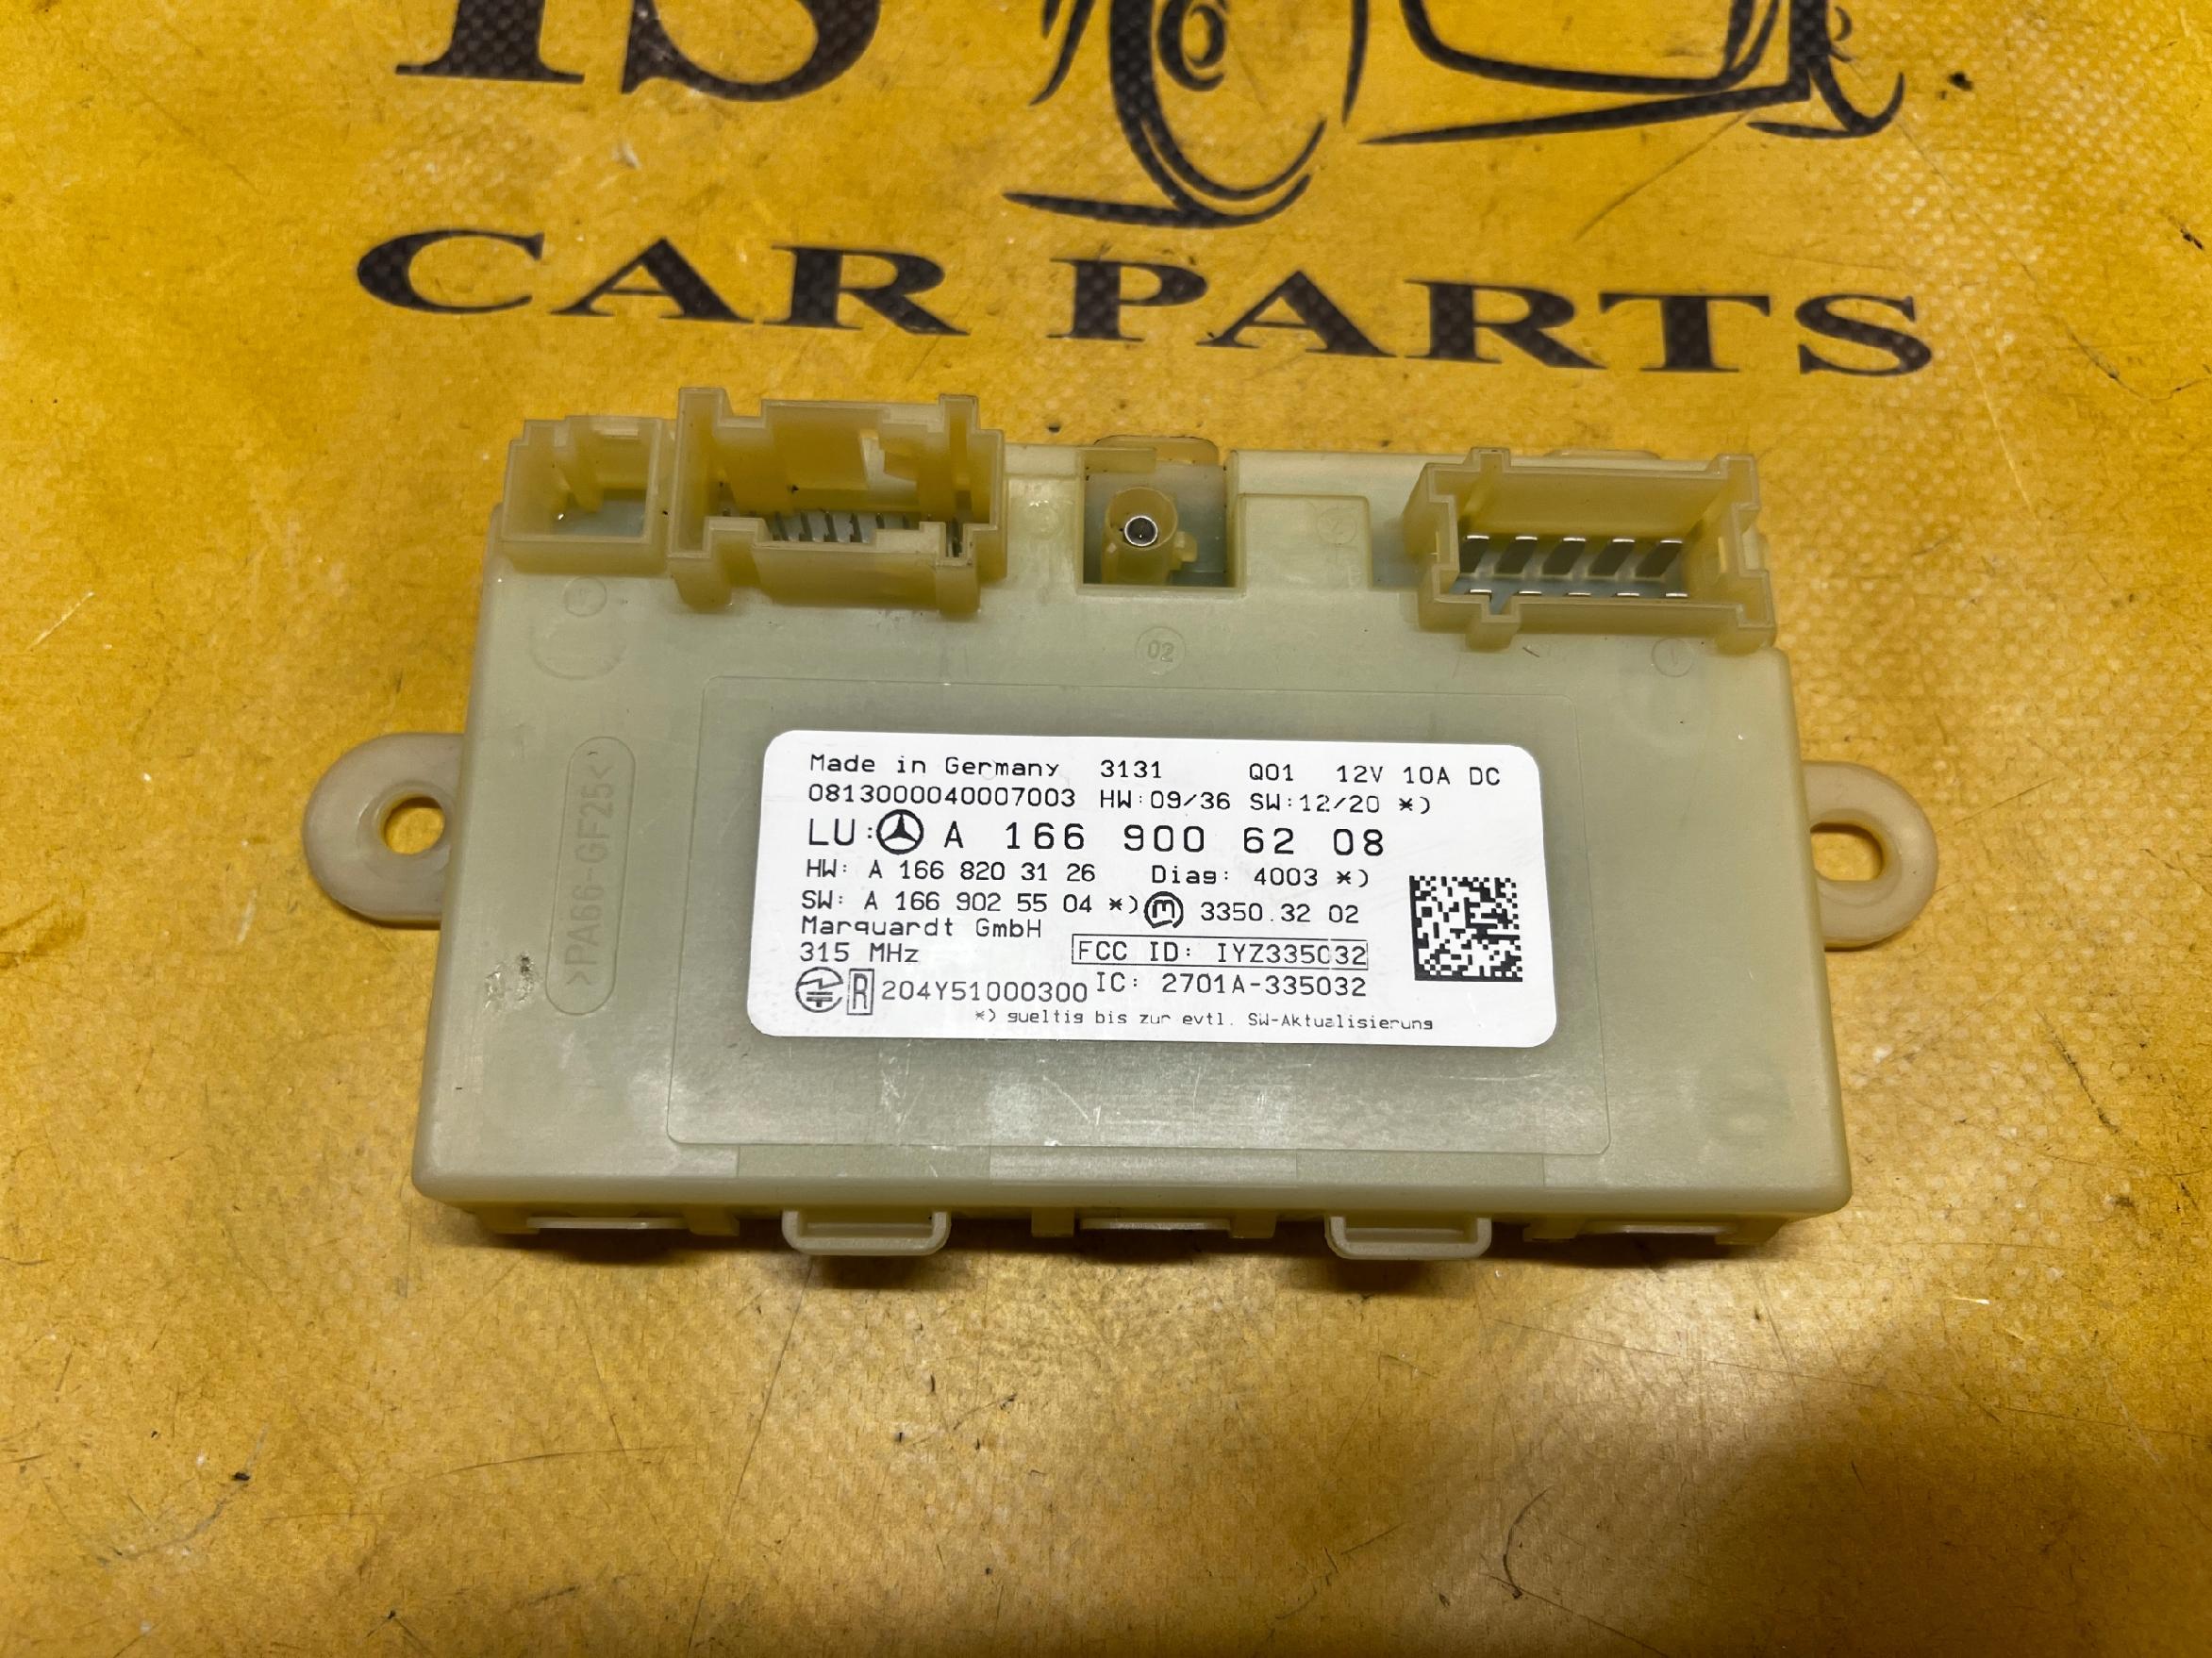 IS
CAR PARTS
02
>PA66-GF25<
Made in Germany 3131 Q01 12V 10A DC
0813000040007003 HW:09/36 SW:12/20 *)
LU: A 166 900 62 08
HW: A 166 820 31 26 Diag: 4003 *)
SW: A 166 902 55 04 *) m 3350.32 02
Marquardt GmbH
315 MHz FCC ID: IYZ335032
R 204Y51000300 IC: 2701A-335032
*) gueltig bis zur evtl. SW-Aktualisierung